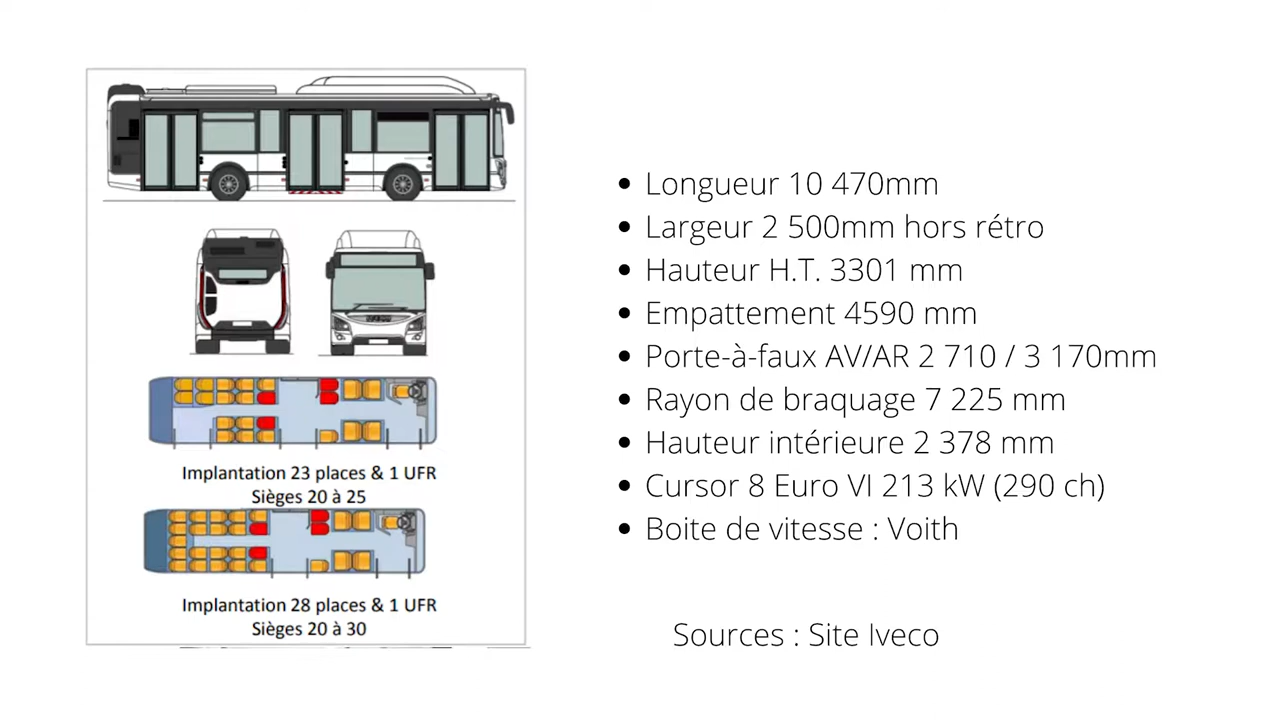 Implantation 23 places & 1 UFR
Sièges 20 à 25
Implantation 28 places & 1 UFR
Sièges 20 à 30
• Longueur 10 470mm
• Largeur 2 500mm hors rétro
• Hauteur H.T. 3301 mm
• Empattement 4590 mm
• Porte-à-faux AV/AR 2 710 / 3 170mm
• Rayon de braquage 7 225 mm
• Hauteur intérieure 2 378 mm
• Cursor 8 Euro VI 213 kW (290 ch)
• Boite de vitesse : Voith
Sources : Site Iveco